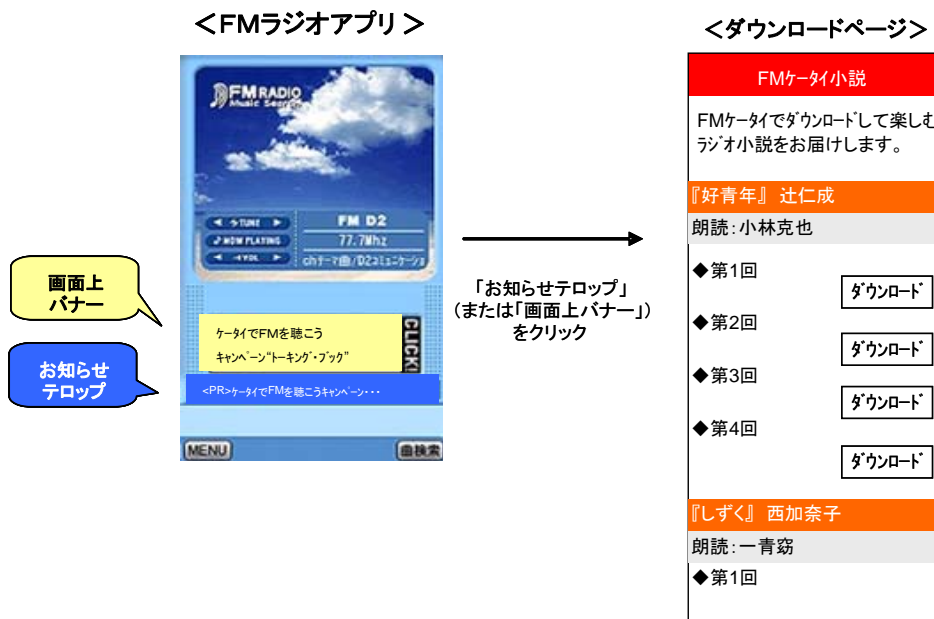 ＜FMラジオアプリ＞
FM RADIO
Music Search
TUNE
FM D2
NOW PLAYING
77.7Mhz
VOL
chﾃｰﾏ曲/D2ｺﾐｭﾆｹｰｼｮ
画面上
バナー
お知らせ
テロップ
ｹｰﾀｲでFMを聴こう
ｷｬﾝﾍﾟｰﾝ“ﾄｰｷﾝｸﾞ･ﾌﾞｯｸ”
CLICK!
<PR>ｹｰﾀｲでFMを聴こうｷｬﾝﾍﾟｰﾝ･･･
MENU
曲検索
「お知らせテロップ」
（または「画面上バナー」）
をクリック
＜ダウンロードページ＞
FMｹｰﾀｲ小説
FMｹｰﾀｲでﾀﾞｳﾝﾛｰﾄﾞして楽しむ
ﾗｼﾞｵ小説をお届けします。
『好青年』 辻仁成
朗読：小林克也
◆第1回
ﾀﾞｳﾝﾛｰﾄﾞ
◆第2回
ﾀﾞｳﾝﾛｰﾄﾞ
◆第3回
ﾀﾞｳﾝﾛｰﾄﾞ
◆第4回
ﾀﾞｳﾝﾛｰﾄﾞ
『しずく』 西加奈子
朗読：一青窈
◆第1回